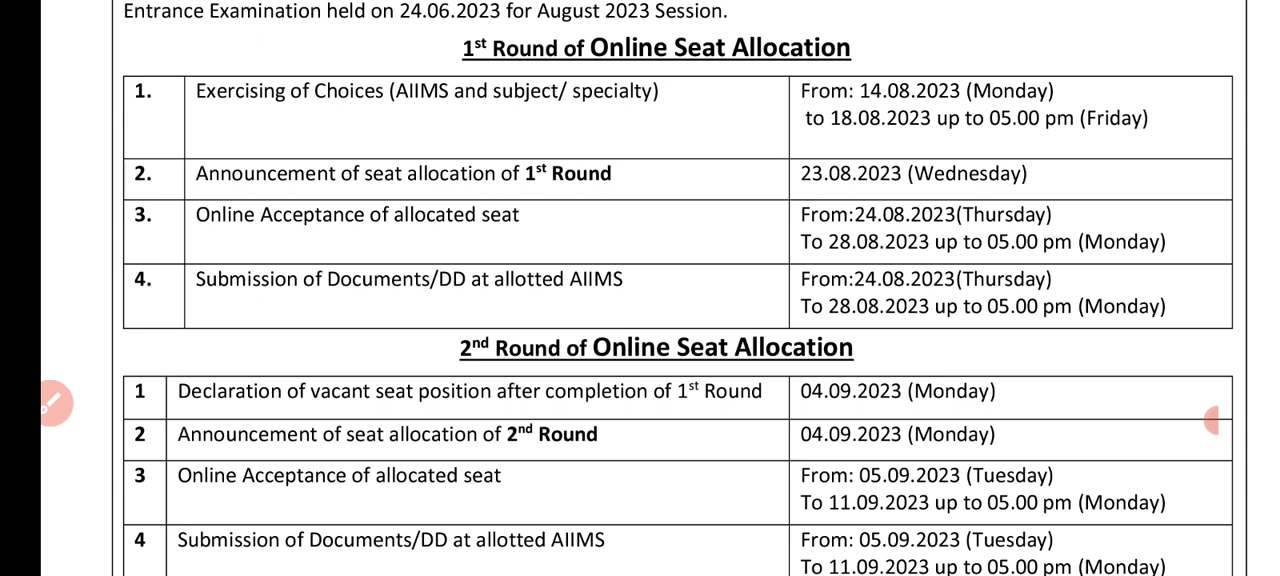 Entrance Examination held on 24.06.2023 for August 2023 Session.
1st Round of Online Seat Allocation
1. Exercising of Choices (AIIMS and subject/ specialty) From: 14.08.2023 (Monday)
to 18.08.2023 up to 05.00 pm (Friday)
2. Announcement of seat allocation of 1st Round 23.08.2023 (Wednesday)
3. Online Acceptance of allocated seat From:24.08.2023(Thursday)
To 28.08.2023 up to 05.00 pm (Monday)
4. Submission of Documents/DD at allotted AIIMS From:24.08.2023(Thursday)
To 28.08.2023 up to 05.00 pm (Monday)
2nd Round of Online Seat Allocation
1 Declaration of vacant seat position after completion of 1st Round 04.09.2023 (Monday)
2 Announcement of seat allocation of 2nd Round 04.09.2023 (Monday)
3 Online Acceptance of allocated seat From: 05.09.2023 (Tuesday)
To 11.09.2023 up to 05.00 pm (Monday)
4 Submission of Documents/DD at allotted AIIMS From: 05.09.2023 (Tuesday)
To 11.09.2023 up to 05.00 pm (Monday)